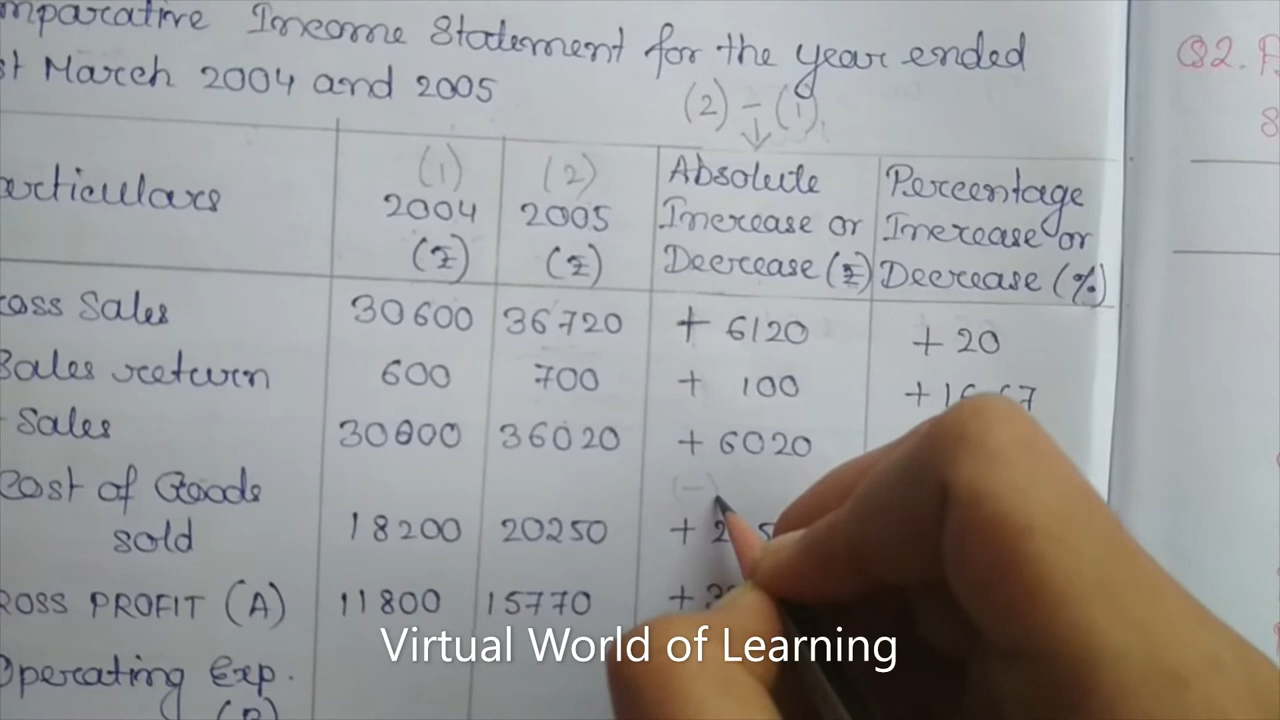 mparative Income Statement for the year ended
st March 2004 and 2005
(2) - (1)
↓
(1) (2) Absolute Percentage
articulars 2004 2005 Increase or Increase or
(₹) (₹) Decrease (₹) Decrease (%)
ross Sales 30600 36720 + 6120 + 20
Sales return 600 700 + 100
Sales 30000 36020 + 6020
Cost of Goods (-)
sold 18200 20250
ROSS PROFIT (A) 11800 15770
Operating Exp.
(B)
Q2.
Virtual World of Learning